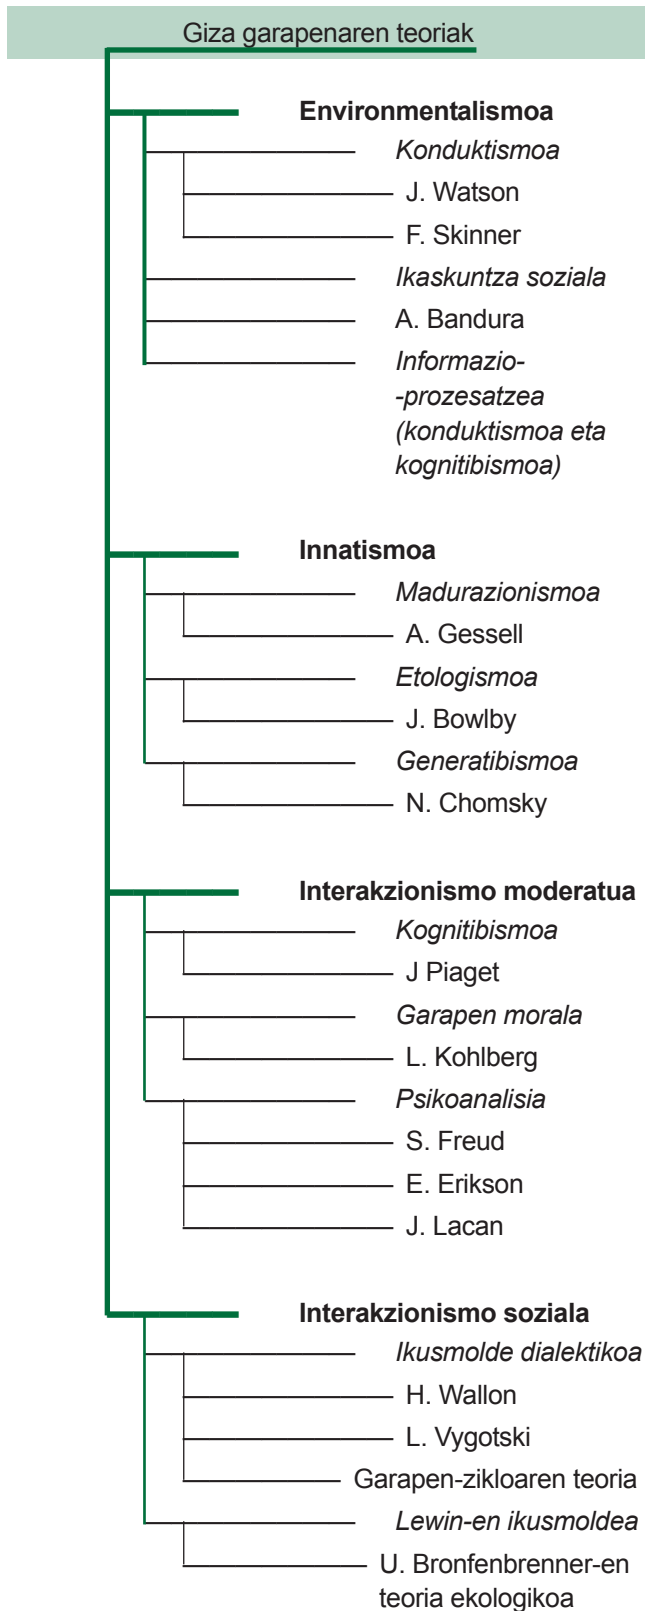 Giza garapenaren teoriak
Environmentalismoa
Konduktismoa
J. Watson
F. Skinner
Ikaskuntza soziala
A. Bandura
Informazio-
-prozesatzea
(konduktismoa eta
kognitibismoa)
Innatismoa
Madurazionismoa
A. Gessell
Etologismoa
J. Bowlby
Generatibismoa
N. Chomsky
Interakzionismo moderatua
Kognitibismoa
J Piaget
Garapen morala
L. Kohlberg
Psikoanalisia
S. Freud
E. Erikson
J. Lacan
Interakzionismo soziala
Ikusmolde dialektikoa
H. Wallon
L. Vygotski
Garapen-zikloaren teoria
Lewin-en ikusmoldea
U. Bronfenbrenner-en
teoria ekologikoa